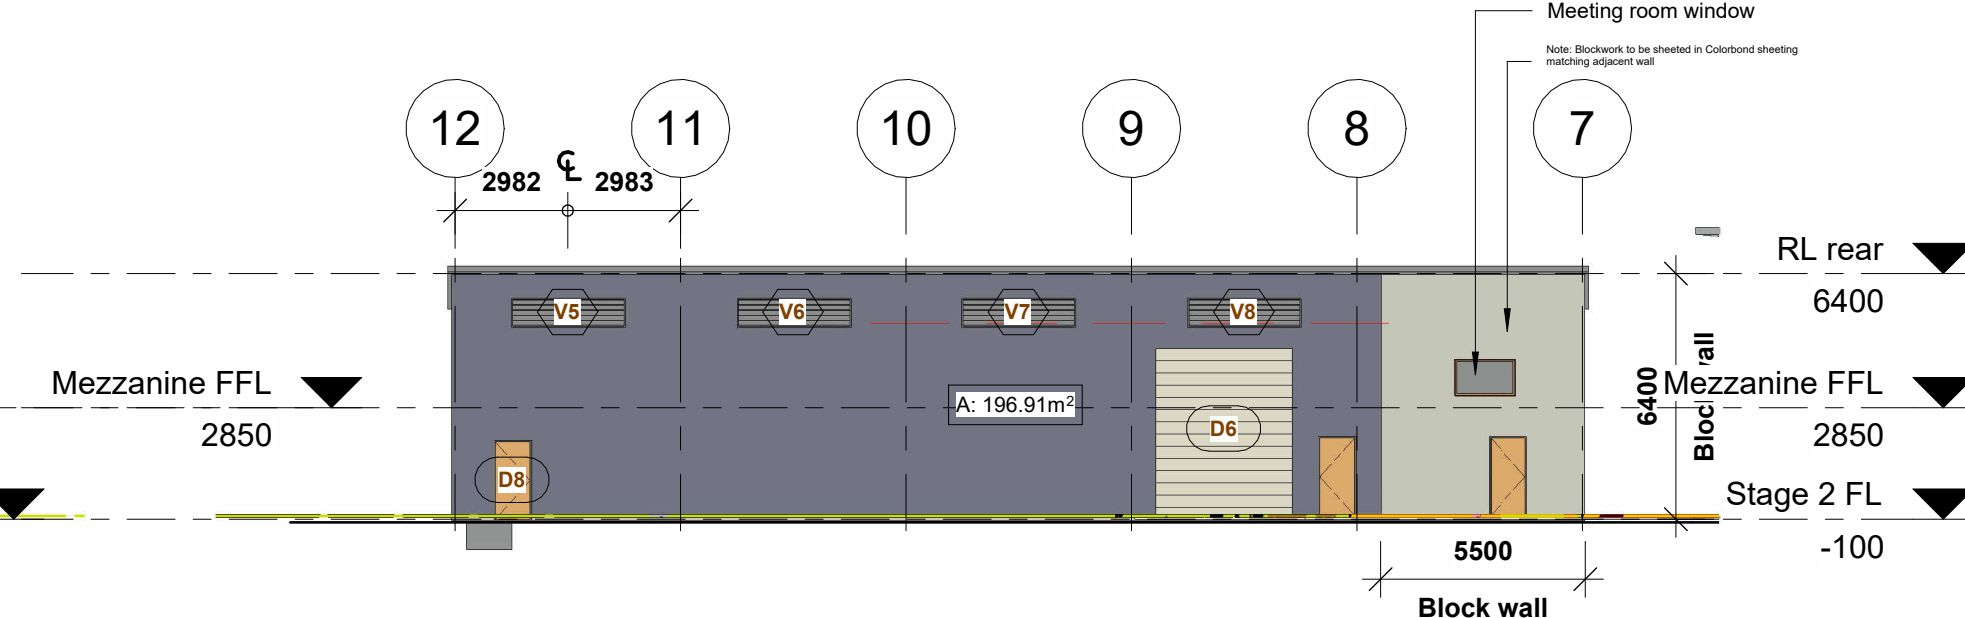 Meeting room window
Note: Blockwork to be sheeted in Colorbond sheeting
matching adjacent wall
12
11
10
9
8
7
2982
℄
2983
RL rear
6400
V5
V6
V7
V8
Mezzanine FFL
2850
A: 196.91m²
D6
D8
6400
Block wall
Mezzanine FFL
2850
Stage 2 FL
-100
5500
Block wall